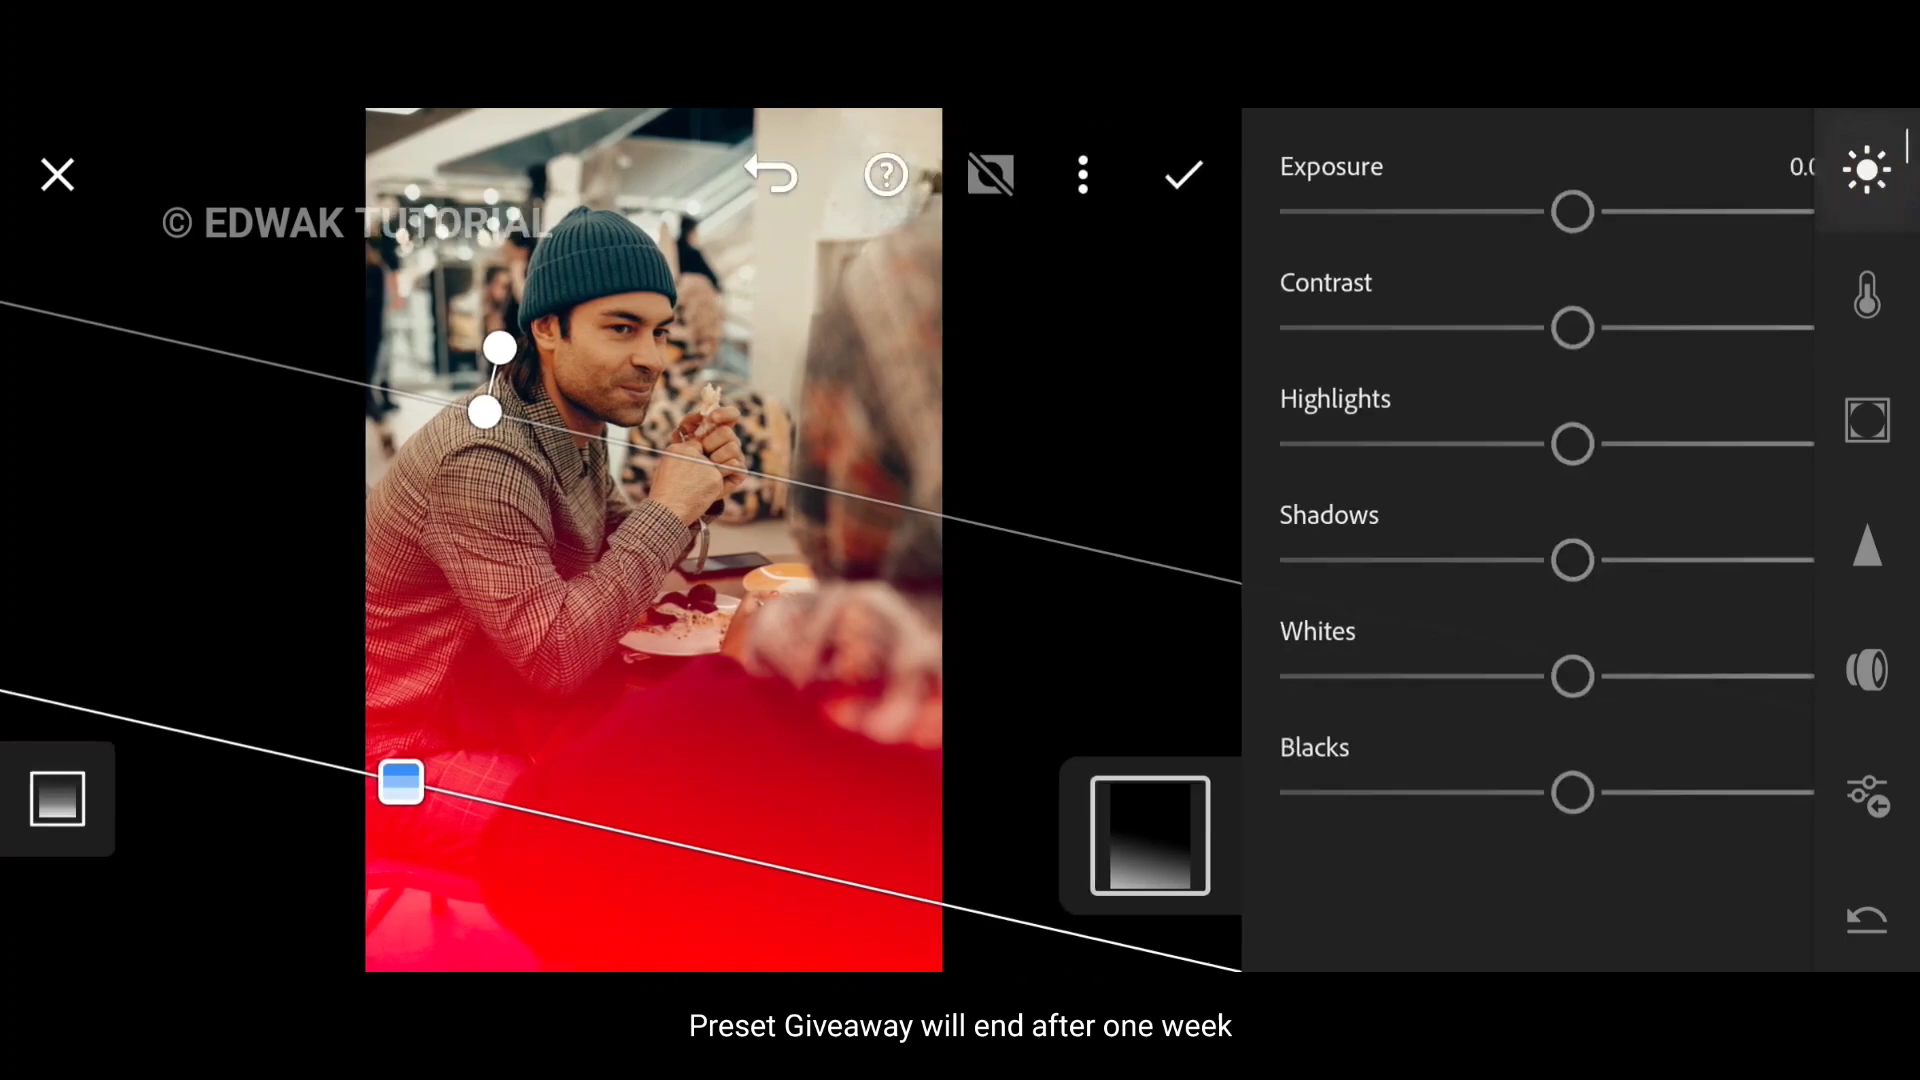 © EDWAK TUTORIAL
Exposure
0.0
Contrast
Highlights
Shadows
Whites
Blacks
Preset Giveaway will end after one week